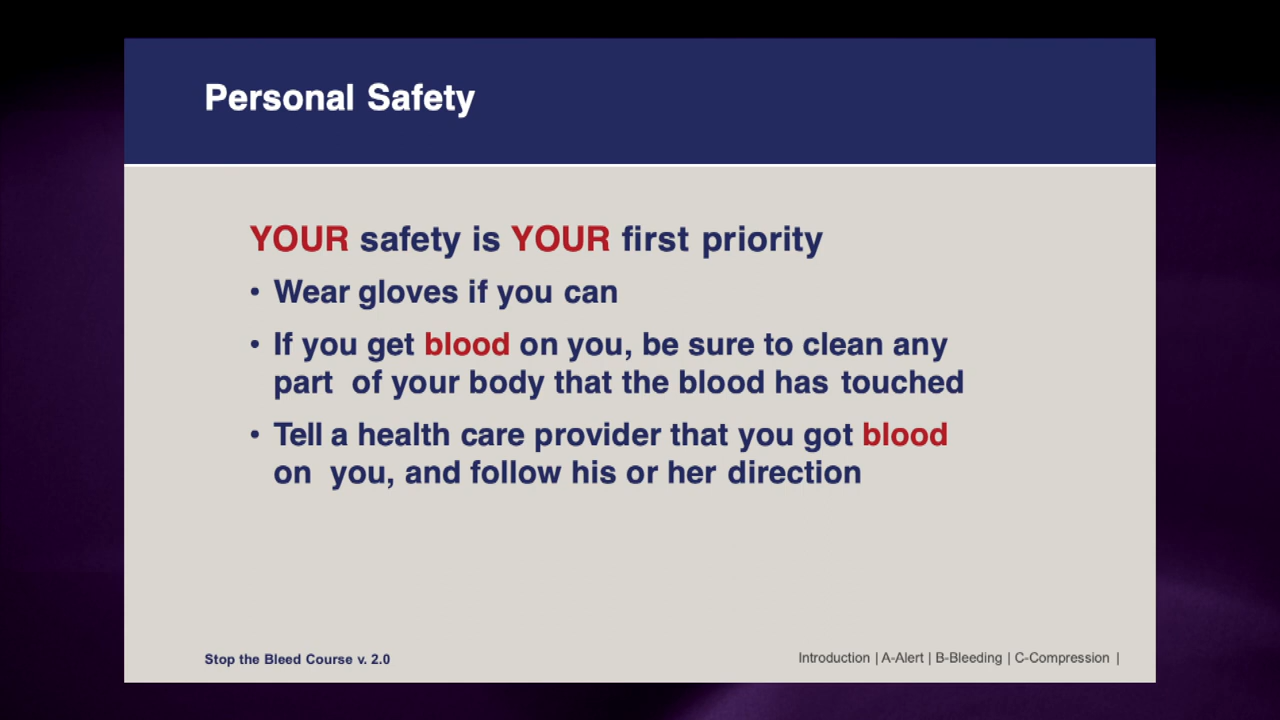 Personal Safety
YOUR safety is YOUR first priority
• Wear gloves if you can
• If you get blood on you, be sure to clean any
part of your body that the blood has touched
• Tell a health care provider that you got blood
on you, and follow his or her direction
Stop the Bleed Course v. 2.0
Introduction | A-Alert | B-Bleeding | C-Compression |